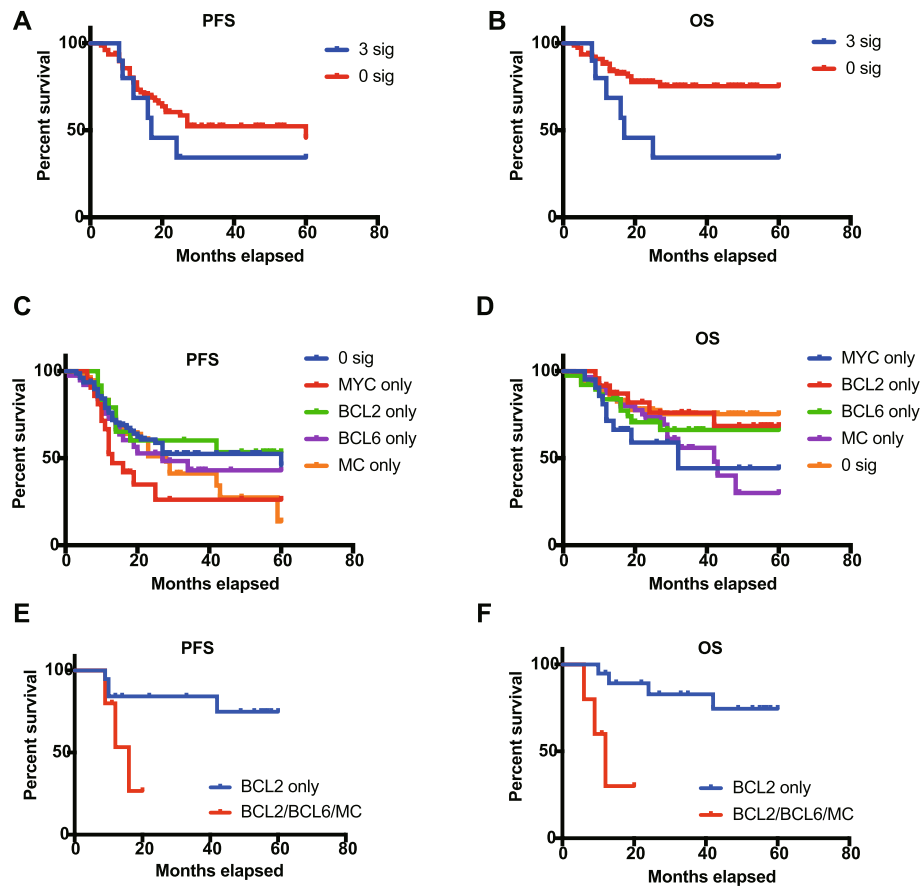 A
PFS
Percent survival
100
50
0
0 20 40 60 80
Months elapsed
3 sig
0 sig
B
OS
Percent survival
100
50
0
0 20 40 60 80
Months elapsed
3 sig
0 sig
C
PFS
Percent survival
100
50
0
0 20 40 60 80
Months elapsed
0 sig
MYC only
BCL2 only
BCL6 only
MC only
D
OS
Percent survival
100
50
0
0 20 40 60 80
Months elapsed
MYC only
BCL2 only
BCL6 only
MC only
0 sig
E
PFS
Percent survival
100
50
0
0 20 40 60 80
Months elapsed
BCL2 only
BCL2/BCL6/MC
F
OS
Percent survival
100
50
0
0 20 40 60 80
Months elapsed
BCL2 only
BCL2/BCL6/MC